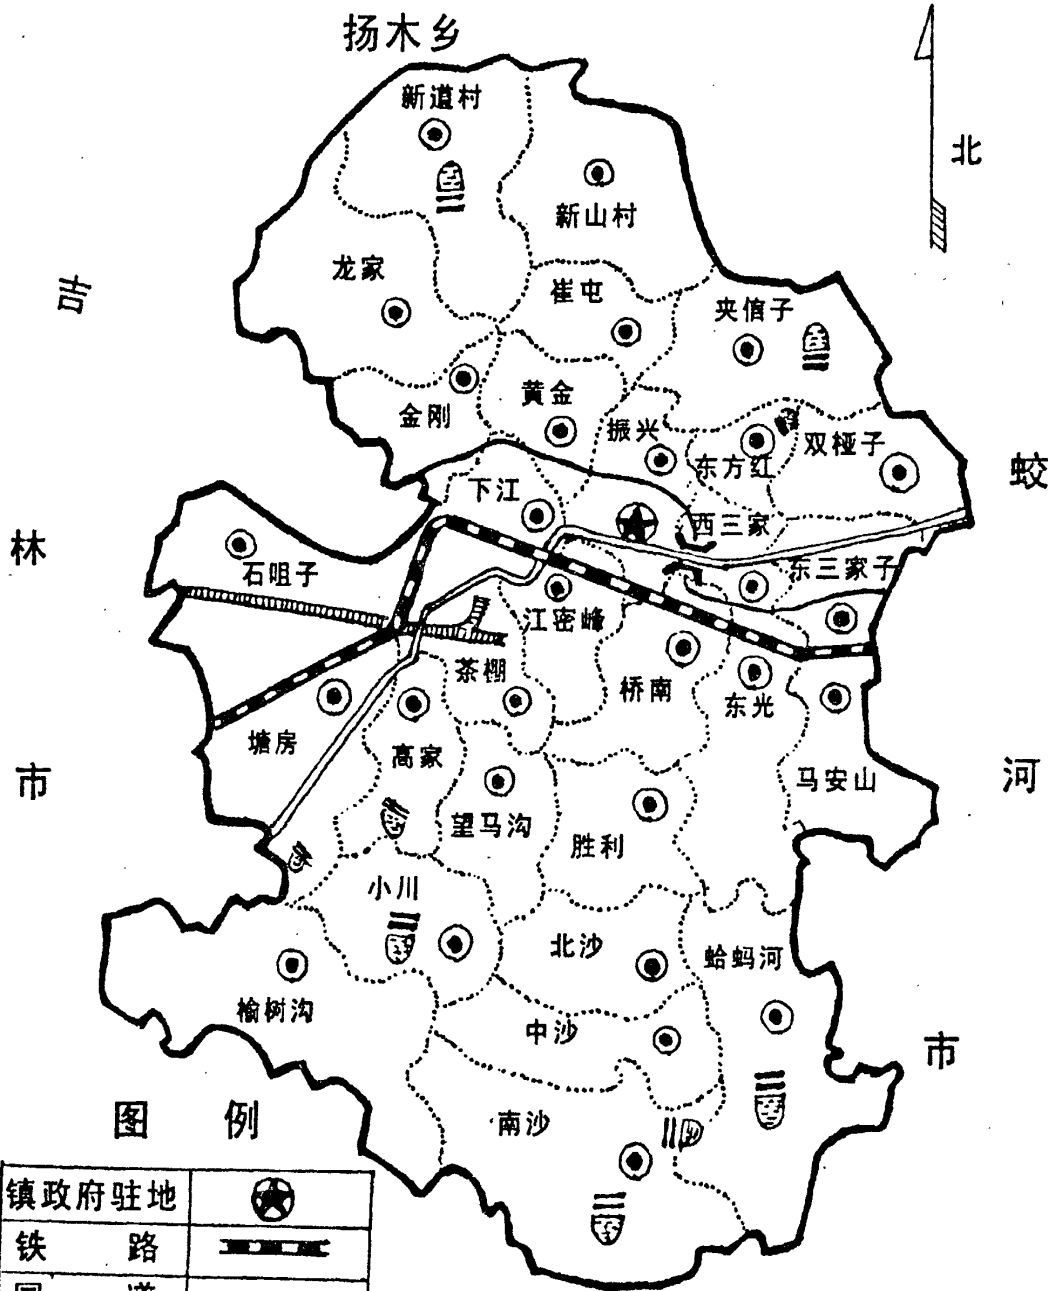 扬木乡
新道村
北
新山村
龙家
吉
崔屯
夹信子
黄金
金刚
振兴
双桠子
东方红
蛟
下江
西三家
林
石咀子
东三家子
江密峰
茶棚
桥南
东光
塘房
高家
市
马安山
河
望马沟
胜利
小川
北沙
蛤蚂河
榆树沟
中沙
市
图 例
南沙
镇政府驻地
铁 路